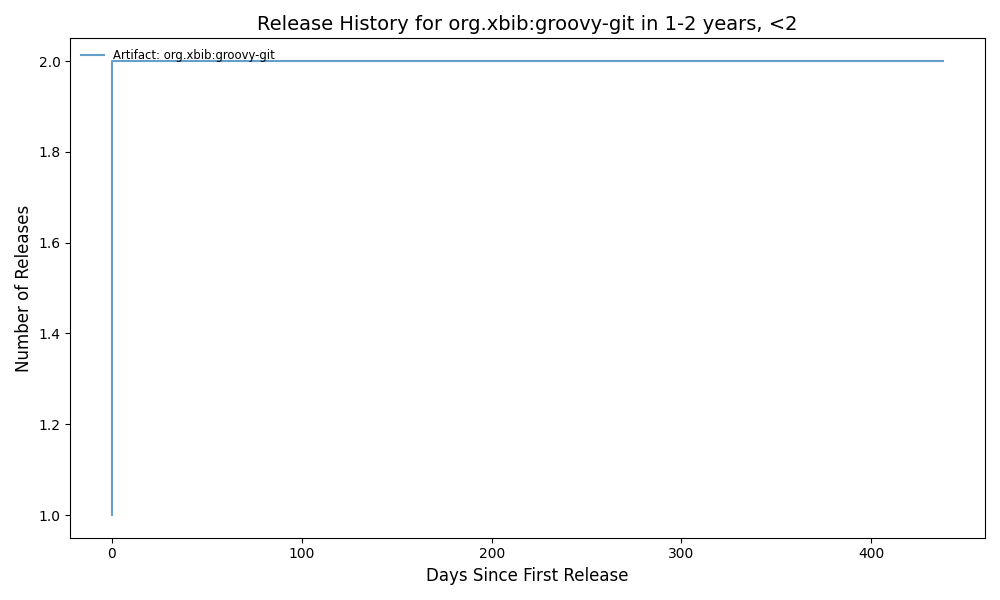 Release History for org.xbib:groovy-git in 1-2 years, <2
Artifact: org.xbib:groovy-git
2.0
1.8
1.6
1.4
1.2
1.0
Number of Releases
0 100 200 300 400
Days Since First Release